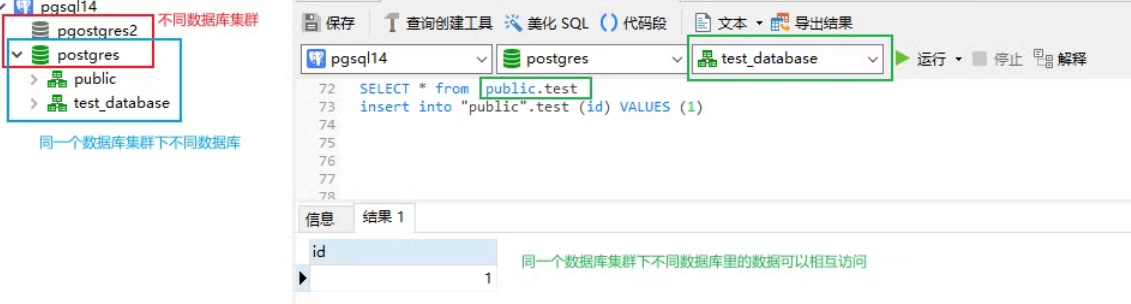 pgsql14
不同数据库集群
pgostgres2
postgres
public
test_database
同一个数据库集群下不同数据库
保存 查询创建工具 美化 SQL () 代码段 文本 导出结果
pgsql14 postgres test_database 运行 停止 解释
72 SELECT * from public.test
73 insert into "public".test (id) VALUES (1)
74
75
76
77
78
信息 结果 1
id
1
同一个数据库集群下不同数据库里的数据可以相互访问